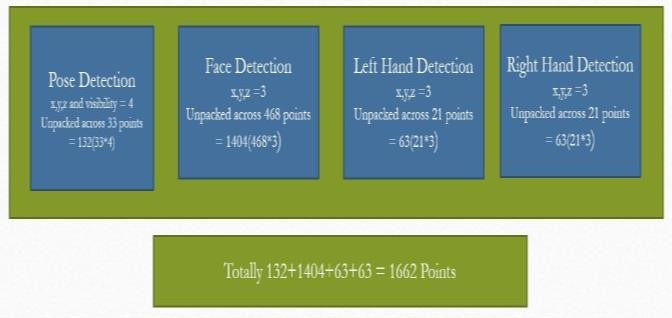 Pose Detection
x,y,z and visibility = 4
Unpacked across 33 points
= 132(33*4)
Face Detection
x,y,z =3
Unpacked across 468 points
= 1404(468*3)
Left Hand Detection
x,y,z =3
Unpacked across 21 points
= 63(21*3)
Right Hand Detection
x,y,z =3
Unpacked across 21 points
= 63(21*3)
Totally 132+1404+63+63 = 1662 Points